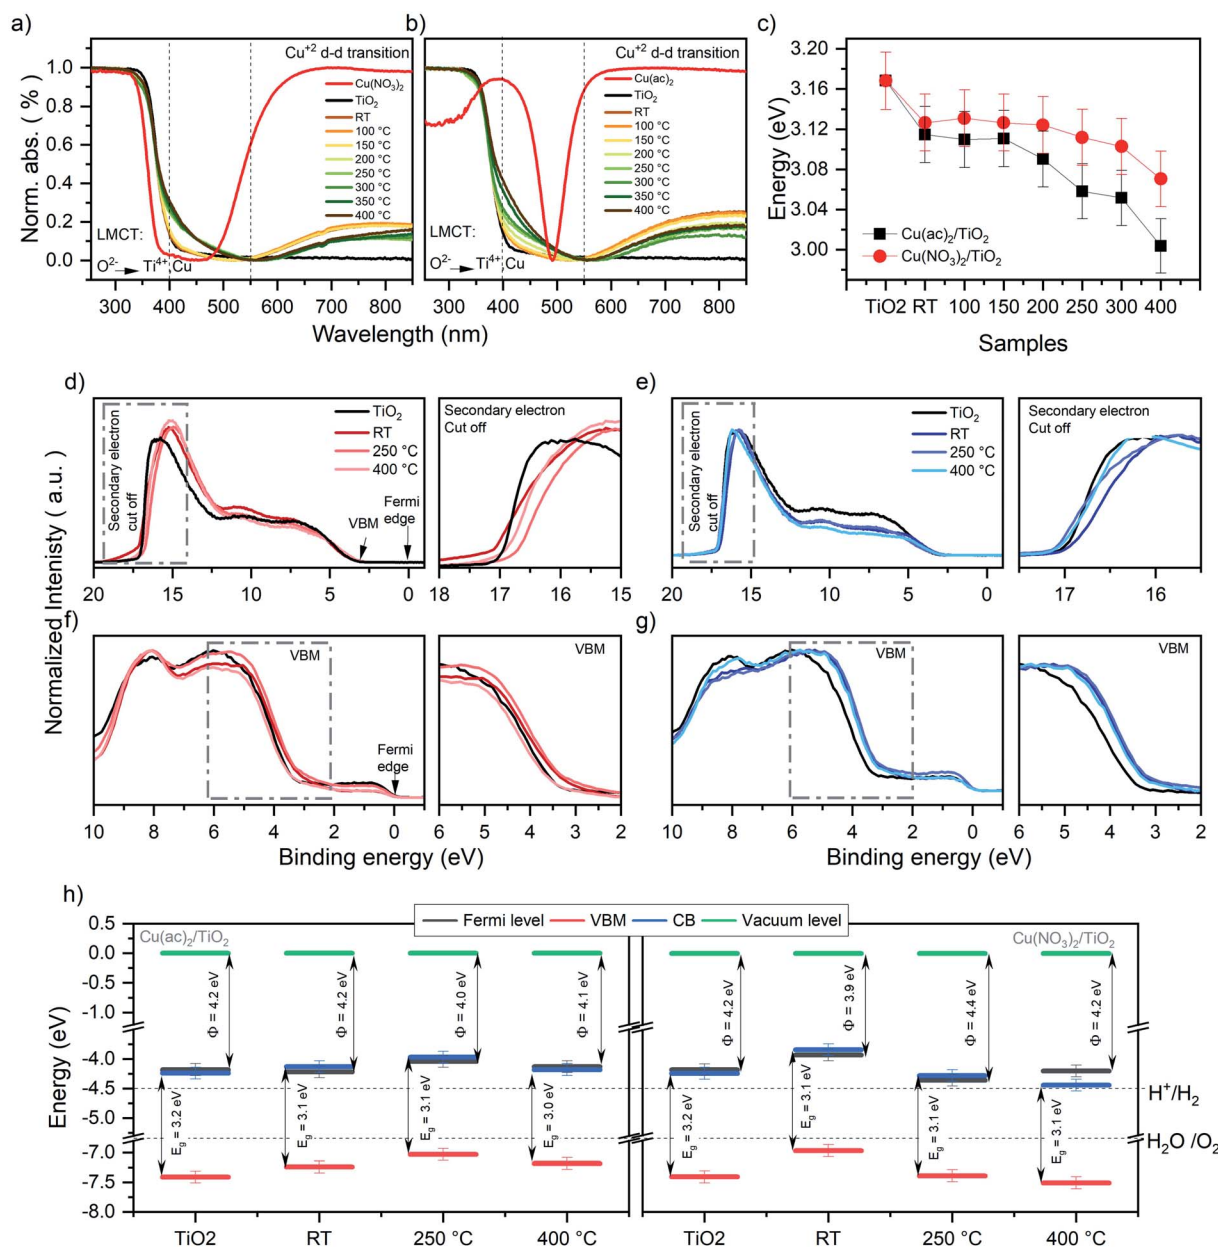 a)
Cu⁺² d-d transition
1.0
0.8
0.6
0.4
0.2
0.0
Norm. abs. ( % )
Cu(NO₃)₂
TiO₂
RT
100 °C
150 °C
200 °C
250 °C
300 °C
350 °C
400 °C
LMCT:
O²⁻ → Ti⁴⁺ Cu
300 400 500 600 700 800
b)
Cu⁺² d-d transition
Cu(ac)₂
TiO₂
RT
100 °C
150 °C
200 °C
250 °C
300 °C
350 °C
400 °C
LMCT:
O²⁻ → Ti⁴⁺ Cu
300 400 500 600 700 800
Wavelength (nm)
c)
3.20
3.16
3.12
3.08
3.04
3.00
Energy (eV)
Cu(ac)₂/TiO₂
Cu(NO₃)₂/TiO₂
TiO2 RT 100 150 200 250 300 400
Samples
d)
Secondary electron
cut off
TiO₂
RT
250 °C
400 °C
VBM
Fermi
edge
20 15 10 5 0
Secondary electron
Cut off
18 17 16 15
e)
Secondary electron
cut off
TiO₂
RT
250 °C
400 °C
20 15 10 5 0
Secondary electron
Cut off
17 16
Normalized Intenisty ( a.u. )
f)
VBM
Fermi
edge
10 8 6 4 2 0
VBM
6 5 4 3 2
Binding energy (eV)
g)
VBM
10 8 6 4 2 0
VBM
6 5 4 3 2
Binding energy (eV)
h)
Fermi level VBM CB Vacuum level
0.5
0.0
-0.5
-1.0
-4.0
-4.5
-5.0
-7.0
-7.5
-8.0
Energy (eV)
Cu(ac)₂/TiO₂
Φ = 4.2 eV
Φ = 4.2 eV
Φ = 4.0 eV
Φ = 4.1 eV
E_g = 3.2 eV
E_g = 3.1 eV
E_g = 3.1 eV
E_g = 3.0 eV
TiO2 RT 250 °C 400 °C
Cu(NO₃)₂/TiO₂
Φ = 4.2 eV
Φ = 3.9 eV
Φ = 4.4 eV
Φ = 4.2 eV
E_g = 3.2 eV
E_g = 3.1 eV
E_g = 3.1 eV
E_g = 3.1 eV
TiO2 RT 250 °C 400 °C
H⁺/H₂
H₂O /O₂